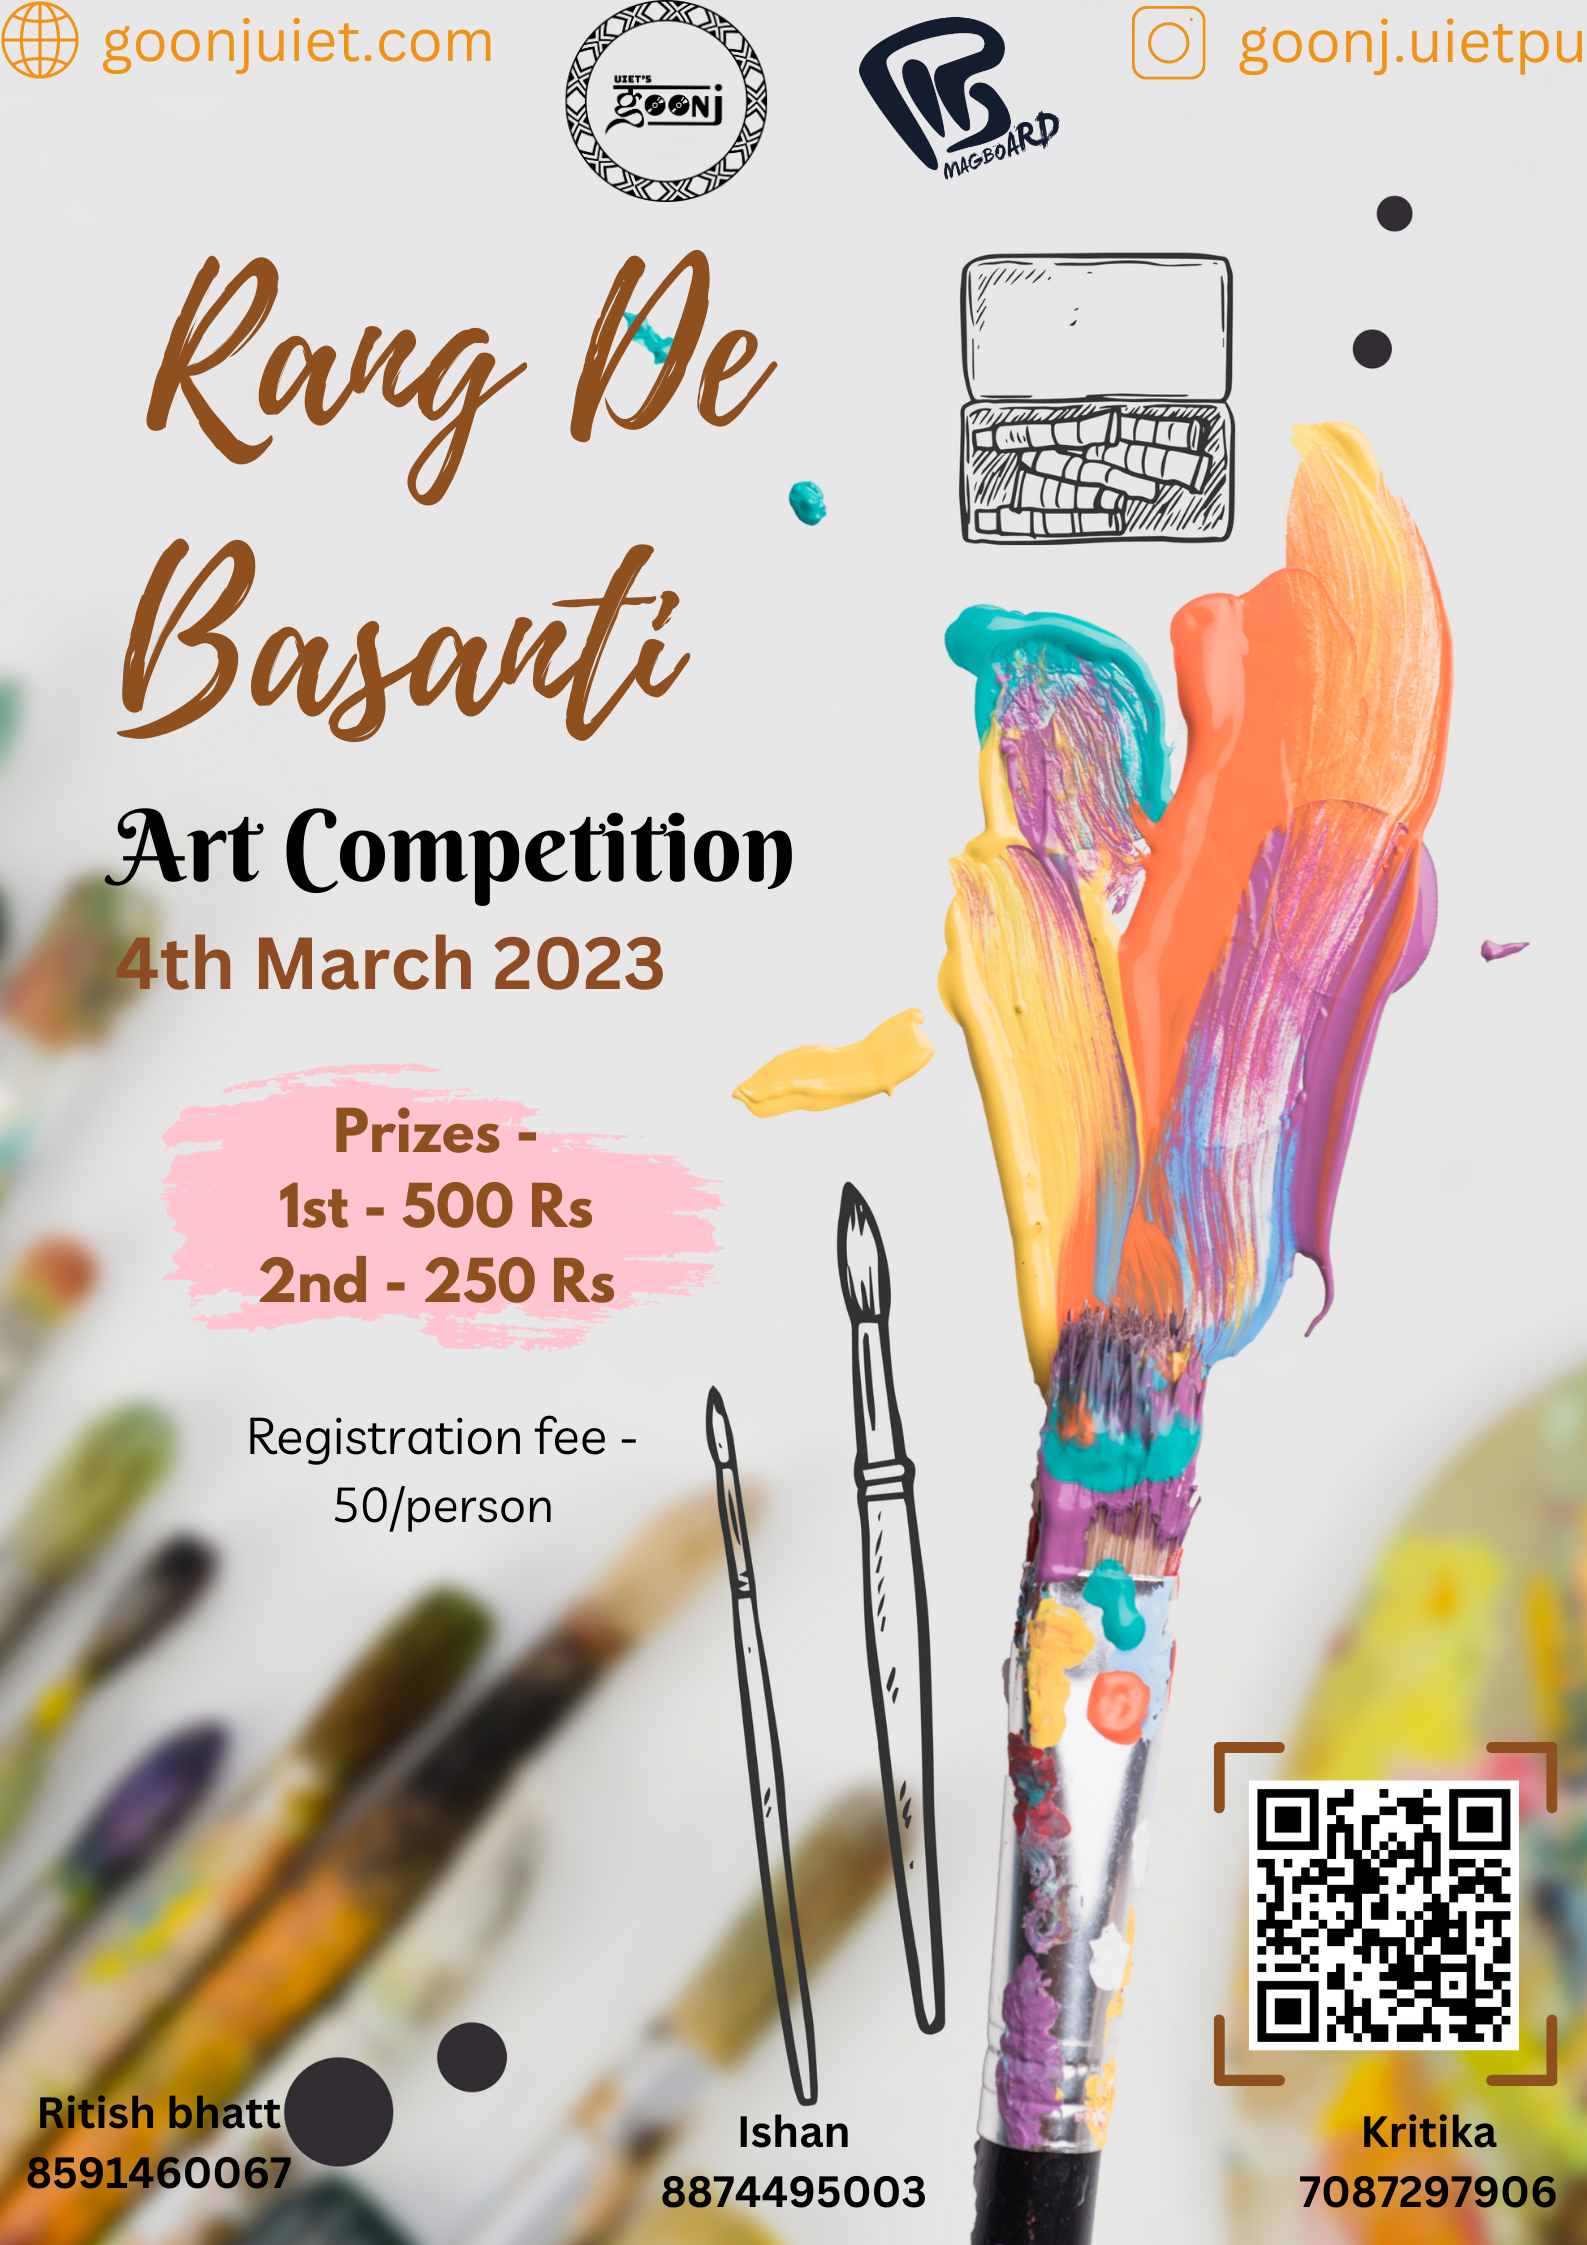 goonjuiet.com
UIET'S
goonj
MAGBOARD
goonj.uietpu
Rang De
Basanti
Art Competition
4th March 2023
Prizes -
1st - 500 Rs
2nd - 250 Rs
Registration fee -
50/person
Ritish bhatt
8591460067
Ishan
8874495003
Kritika
7087297906